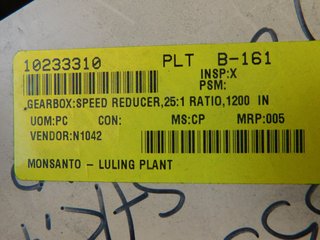 10233310 PLT B-161
INSP:X
PSM:
GEARBOX:SPEED REDUCER,25:1 RATIO,1200 IN
UOM:PC CON: MS:CP MRP:005
VENDOR:N1042
MONSANTO - LULING PLANT